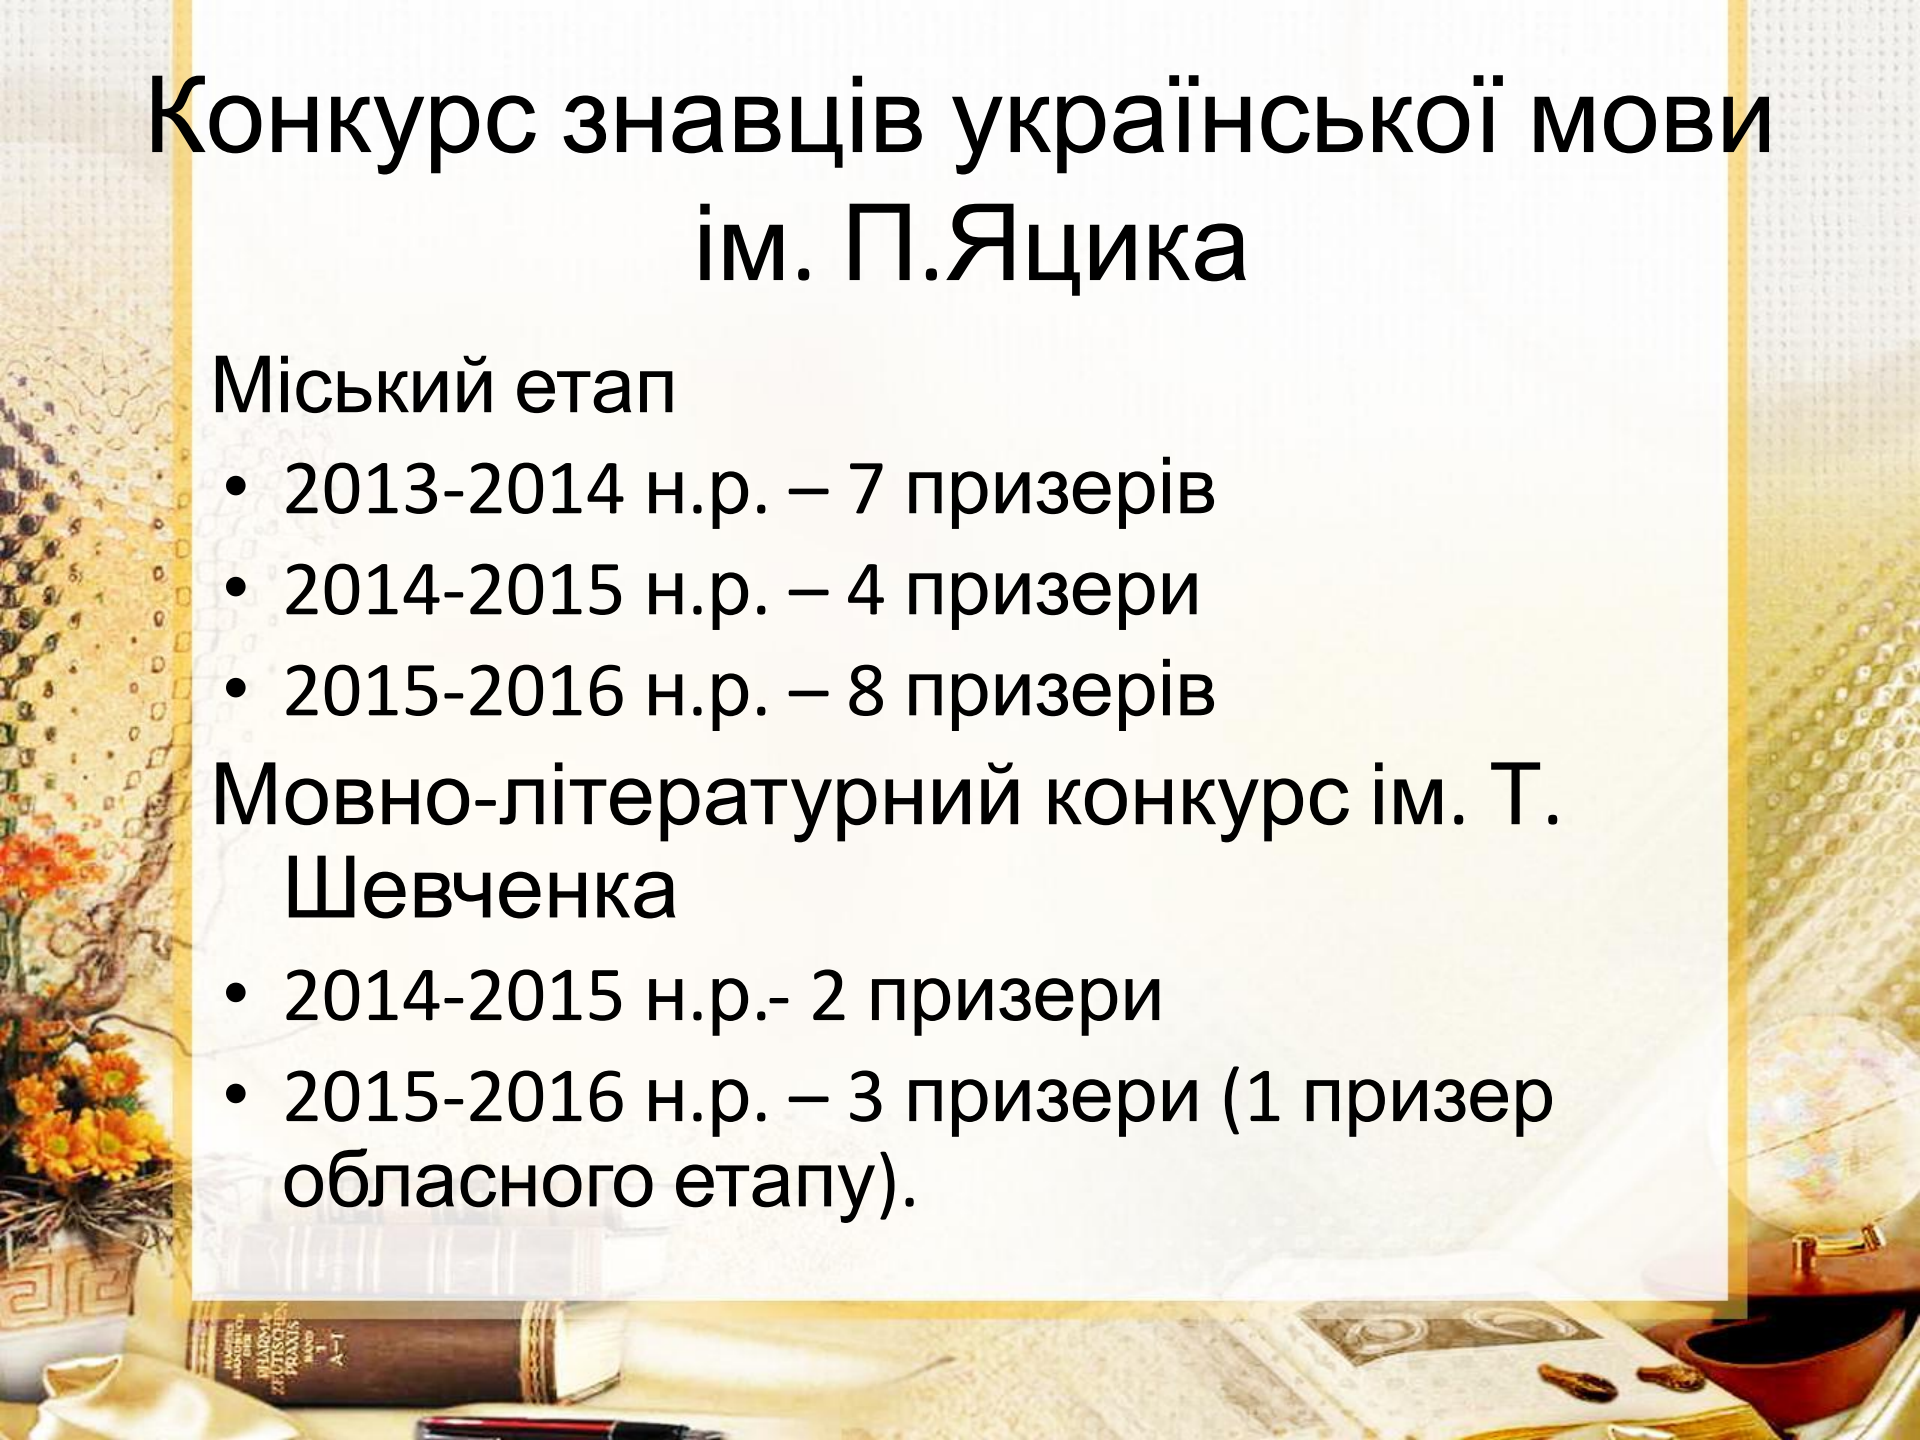 Конкурс знавців української мови
ім. П.Яцика
Міський етап
• 2013-2014 н.р. – 7 призерів
• 2014-2015 н.р. – 4 призери
• 2015-2016 н.р. – 8 призерів
Мовно-літературний конкурс ім. Т.
Шевченка
• 2014-2015 н.р.- 2 призери
• 2015-2016 н.р. – 3 призери (1 призер
обласного етапу).